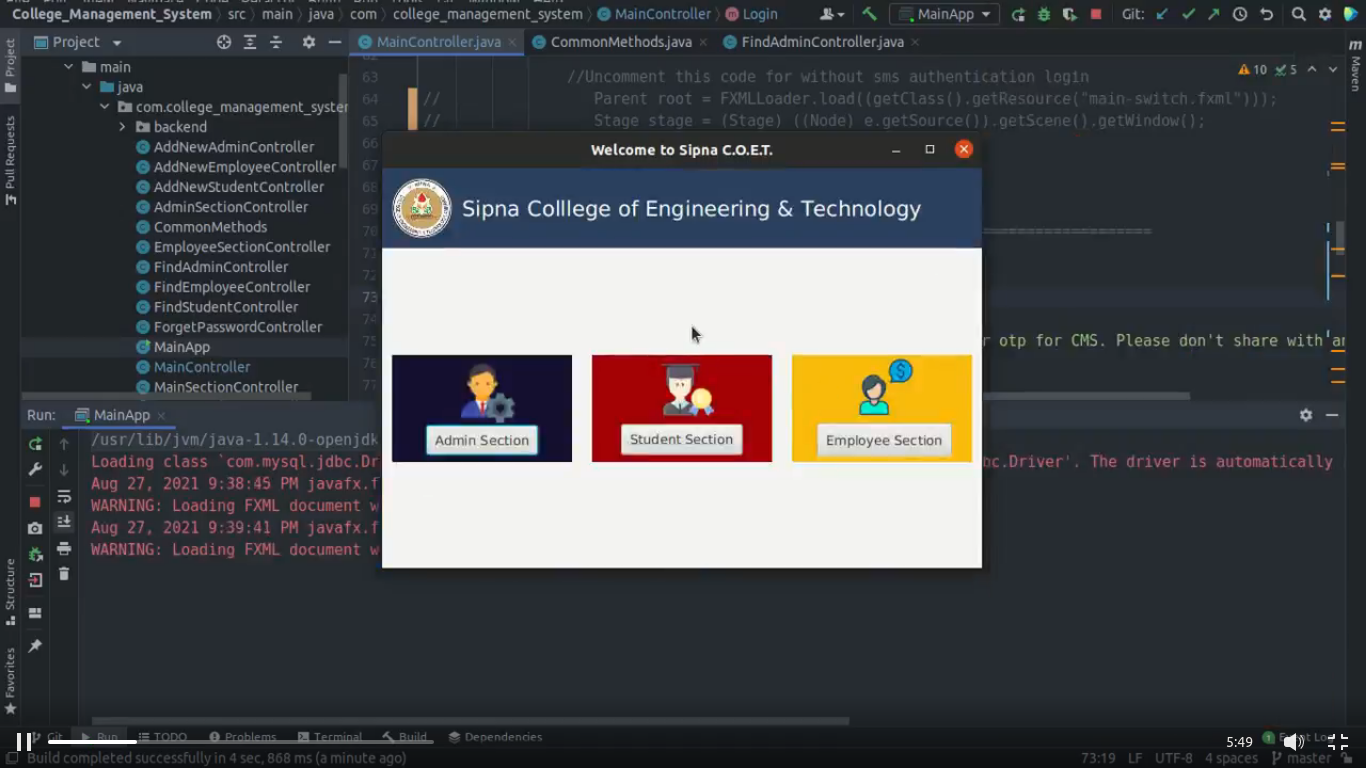 College_Management_System src main java com college_management_system MainController Login MainApp Git:
Project MainController.java CommonMethods.java FindAdminController.java
Project
Pull Requests
Maven
main
java
com.college_management_syste
backend
AddNewAdminController
AddNewEmployeeController
AddNewStudentController
AdminSectionController
CommonMethods
EmployeeSectionController
FindAdminController
FindEmployeeController
FindStudentController
ForgetPasswordController
MainApp
MainController
MainSectionController
63 //Uncomment this code for without sms authentication login
64 // Parent root = FXMLLoader.load((getClass().getResource("main-switch.fxml")));
65 // Stage stage = (Stage) ((Node) e.getSource()).getScene().getWindow();
10 5
66
67
68
69
70 ==================
72
73
r otp for CMS. Please don't share with an
76
77
Welcome to Sipna C.O.E.T.
Sipna Colllege of Engineering & Technology
Admin Section Student Section Employee Section
Run: MainApp
/usr/lib/jvm/java-1.14.0-openjdk
Loading class `com.mysql.jdbc.Dr bc.Driver'. The driver is automatically
Aug 27, 2021 9:38:45 PM javafx.f
WARNING: Loading FXML document w
Aug 27, 2021 9:39:41 PM javafx.f
WARNING: Loading FXML document w
Structure
Favorites
Git Run TODO Problems Terminal Build Dependencies 5:49 1 Event Log
Build completed successfully in 4 sec, 868 ms (a minute ago) 73:19 LF UTF-8 4 spaces master